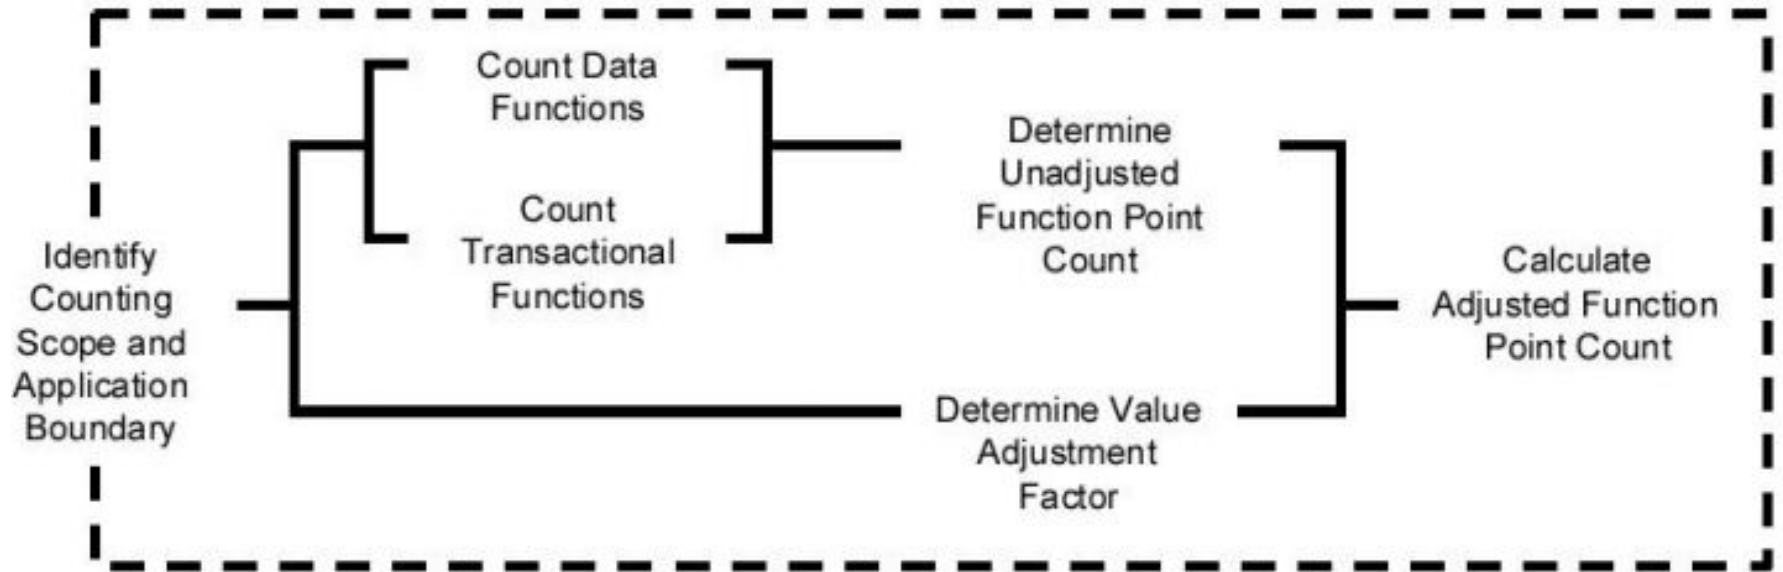 Identify
Counting
Scope and
Application
Boundary
Count Data
Functions
Count
Transactional
Functions
Determine
Unadjusted
Function Point
Count
Determine Value
Adjustment
Factor
Calculate
Adjusted Function
Point Count